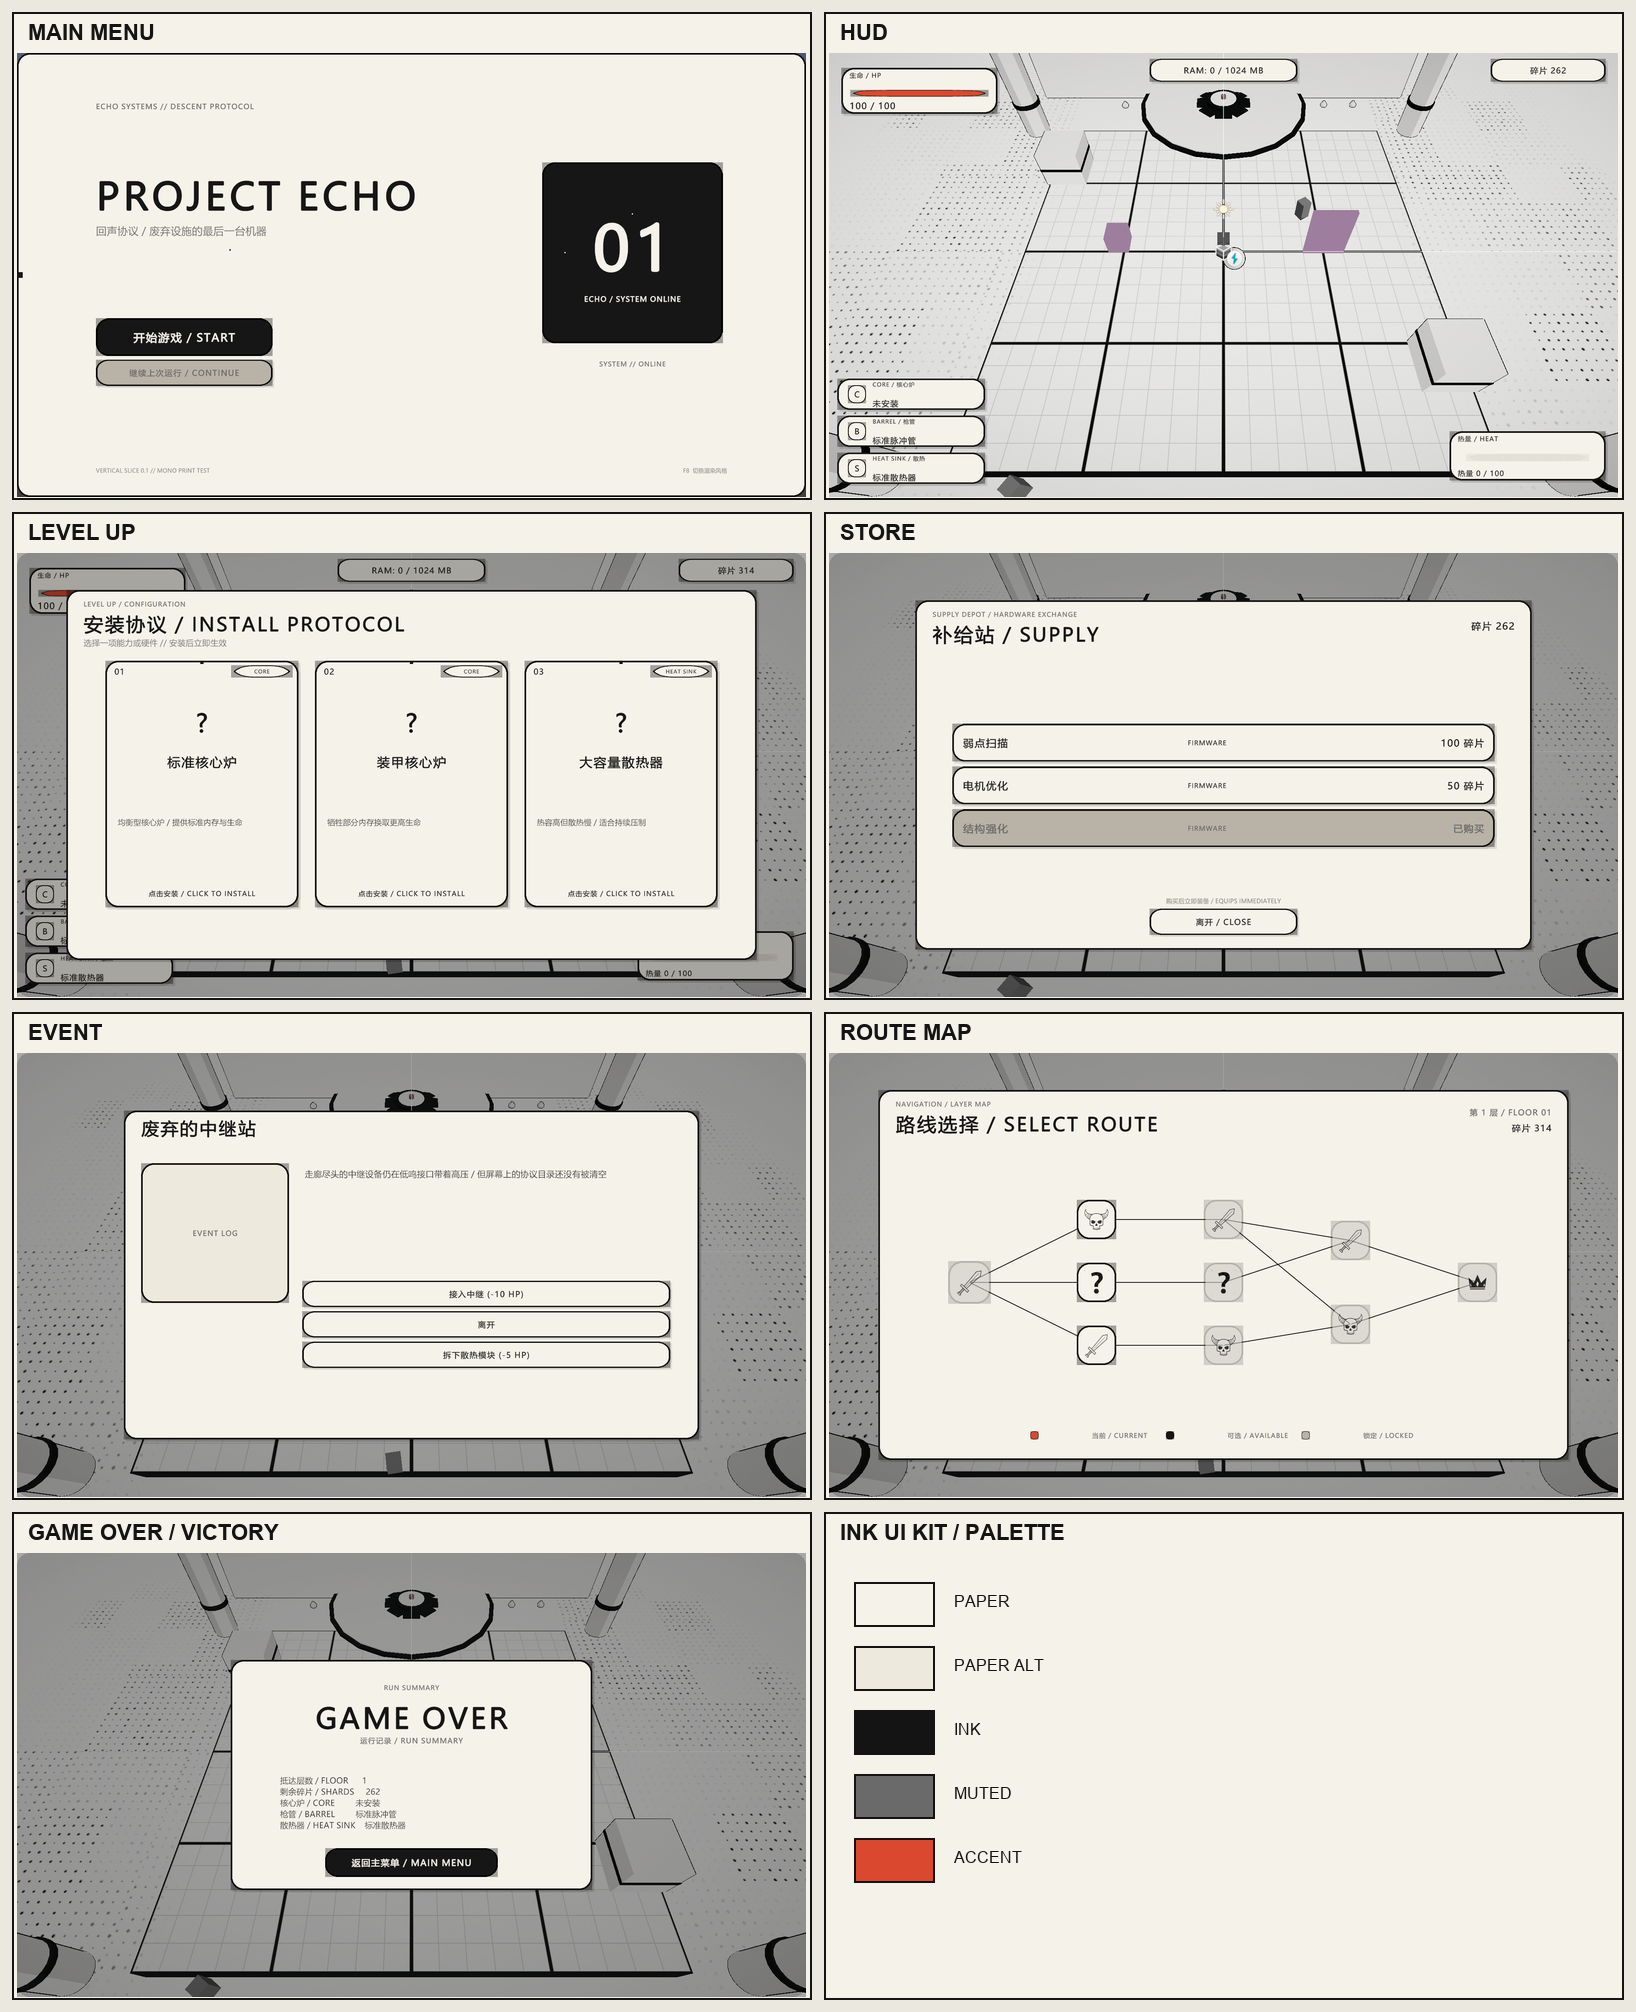 MAIN MENU
ECHO SYSTEMS // DESCENT PROTOCOL
PROJECT ECHO
回声协议 / 废弃设施的最后一台机器
01
ECHO / SYSTEM ONLINE
SYSTEM // ONLINE
开始游戏 / START
继续上次运行 / CONTINUE
VERTICAL SLICE 0.1 // MONO PRINT TEST
F8 切换渲染风格
HUD
生命 / HP
100 / 100
RAM: 0 / 1024 MB
碎片 262
C
CORE / 核心炉
未安装
B
BARREL / 枪管
标准脉冲管
S
HEAT SINK / 散热
标准散热器
热量 / HEAT
热量 0 / 100
LEVEL UP
生命 / HP
100 /
RAM: 0 / 1024 MB
碎片 314
LEVEL UP / CONFIGURATION
安装协议 / INSTALL PROTOCOL
选择一项能力或硬件 // 安装后立即生效
01
CORE
?
标准核心炉
均衡型核心炉 / 提供标准内存与生命
点击安装 / CLICK TO INSTALL
02
CORE
?
装甲核心炉
牺牲部分内存换取更高生命
点击安装 / CLICK TO INSTALL
03
HEAT SINK
?
大容量散热器
热容高但散热慢 / 适合持续压制
点击安装 / CLICK TO INSTALL
C
B
S
标准散热器
热量 0 / 100
STORE
SUPPLY DEPOT / HARDWARE EXCHANGE
补给站 / SUPPLY
碎片 262
弱点扫描 FIRMWARE 100 碎片
电机优化 FIRMWARE 50 碎片
结构强化 FIRMWARE 已购买
购买后立即装备 / EQUIPS IMMEDIATELY
离开 / CLOSE
EVENT
废弃的中继站
EVENT LOG
走廊尽头的中继设备仍在低鸣接口带着高压 / 但屏幕上的协议目录还没有被清空
接入中继 (-10 HP)
离开
拆下散热模块 (-5 HP)
ROUTE MAP
NAVIGATION / LAYER MAP
路线选择 / SELECT ROUTE
第 1 层 / FLOOR 01
碎片 314
?
?
当前 / CURRENT
可选 / AVAILABLE
锁定 / LOCKED
GAME OVER / VICTORY
RUN SUMMARY
GAME OVER
运行记录 / RUN SUMMARY
抵达层数 / FLOOR 1
剩余碎片 / SHARDS 262
核心炉 / CORE 未安装
枪管 / BARREL 标准脉冲管
散热器 / HEAT SINK 标准散热器
返回主菜单 / MAIN MENU
INK UI KIT / PALETTE
PAPER
PAPER ALT
INK
MUTED
ACCENT